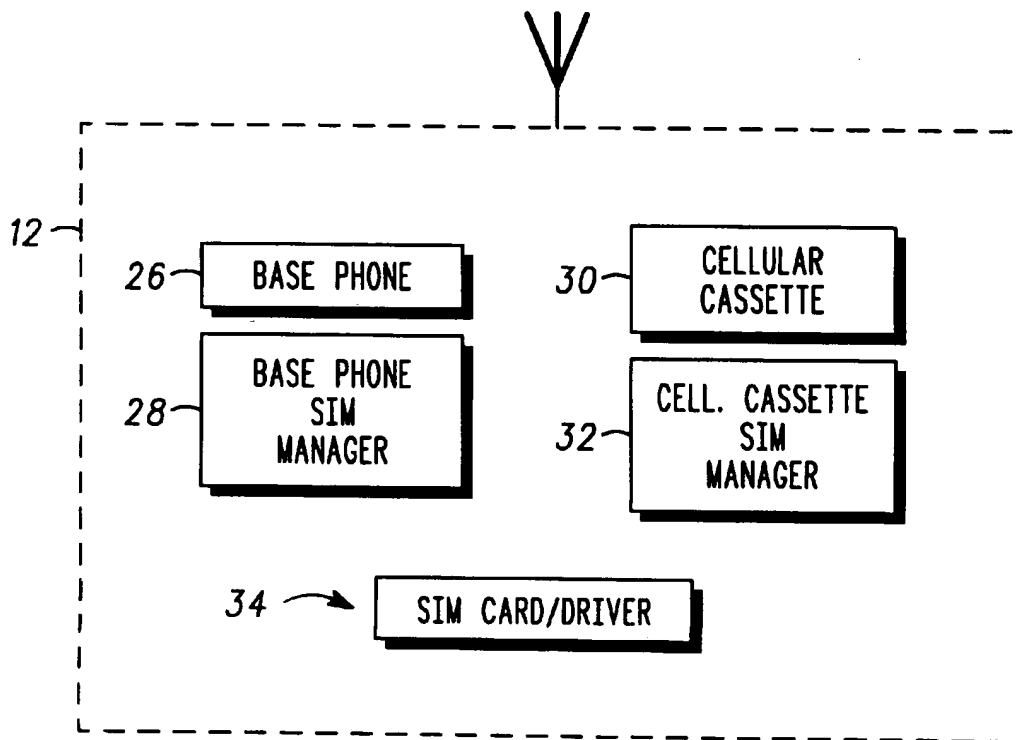 12
26
BASE PHONE
30
CELLULAR
CASSETTE
28
BASE PHONE
SIM
MANAGER
32
CELL. CASSETTE
SIM
MANAGER
34
SIM CARD/DRIVER